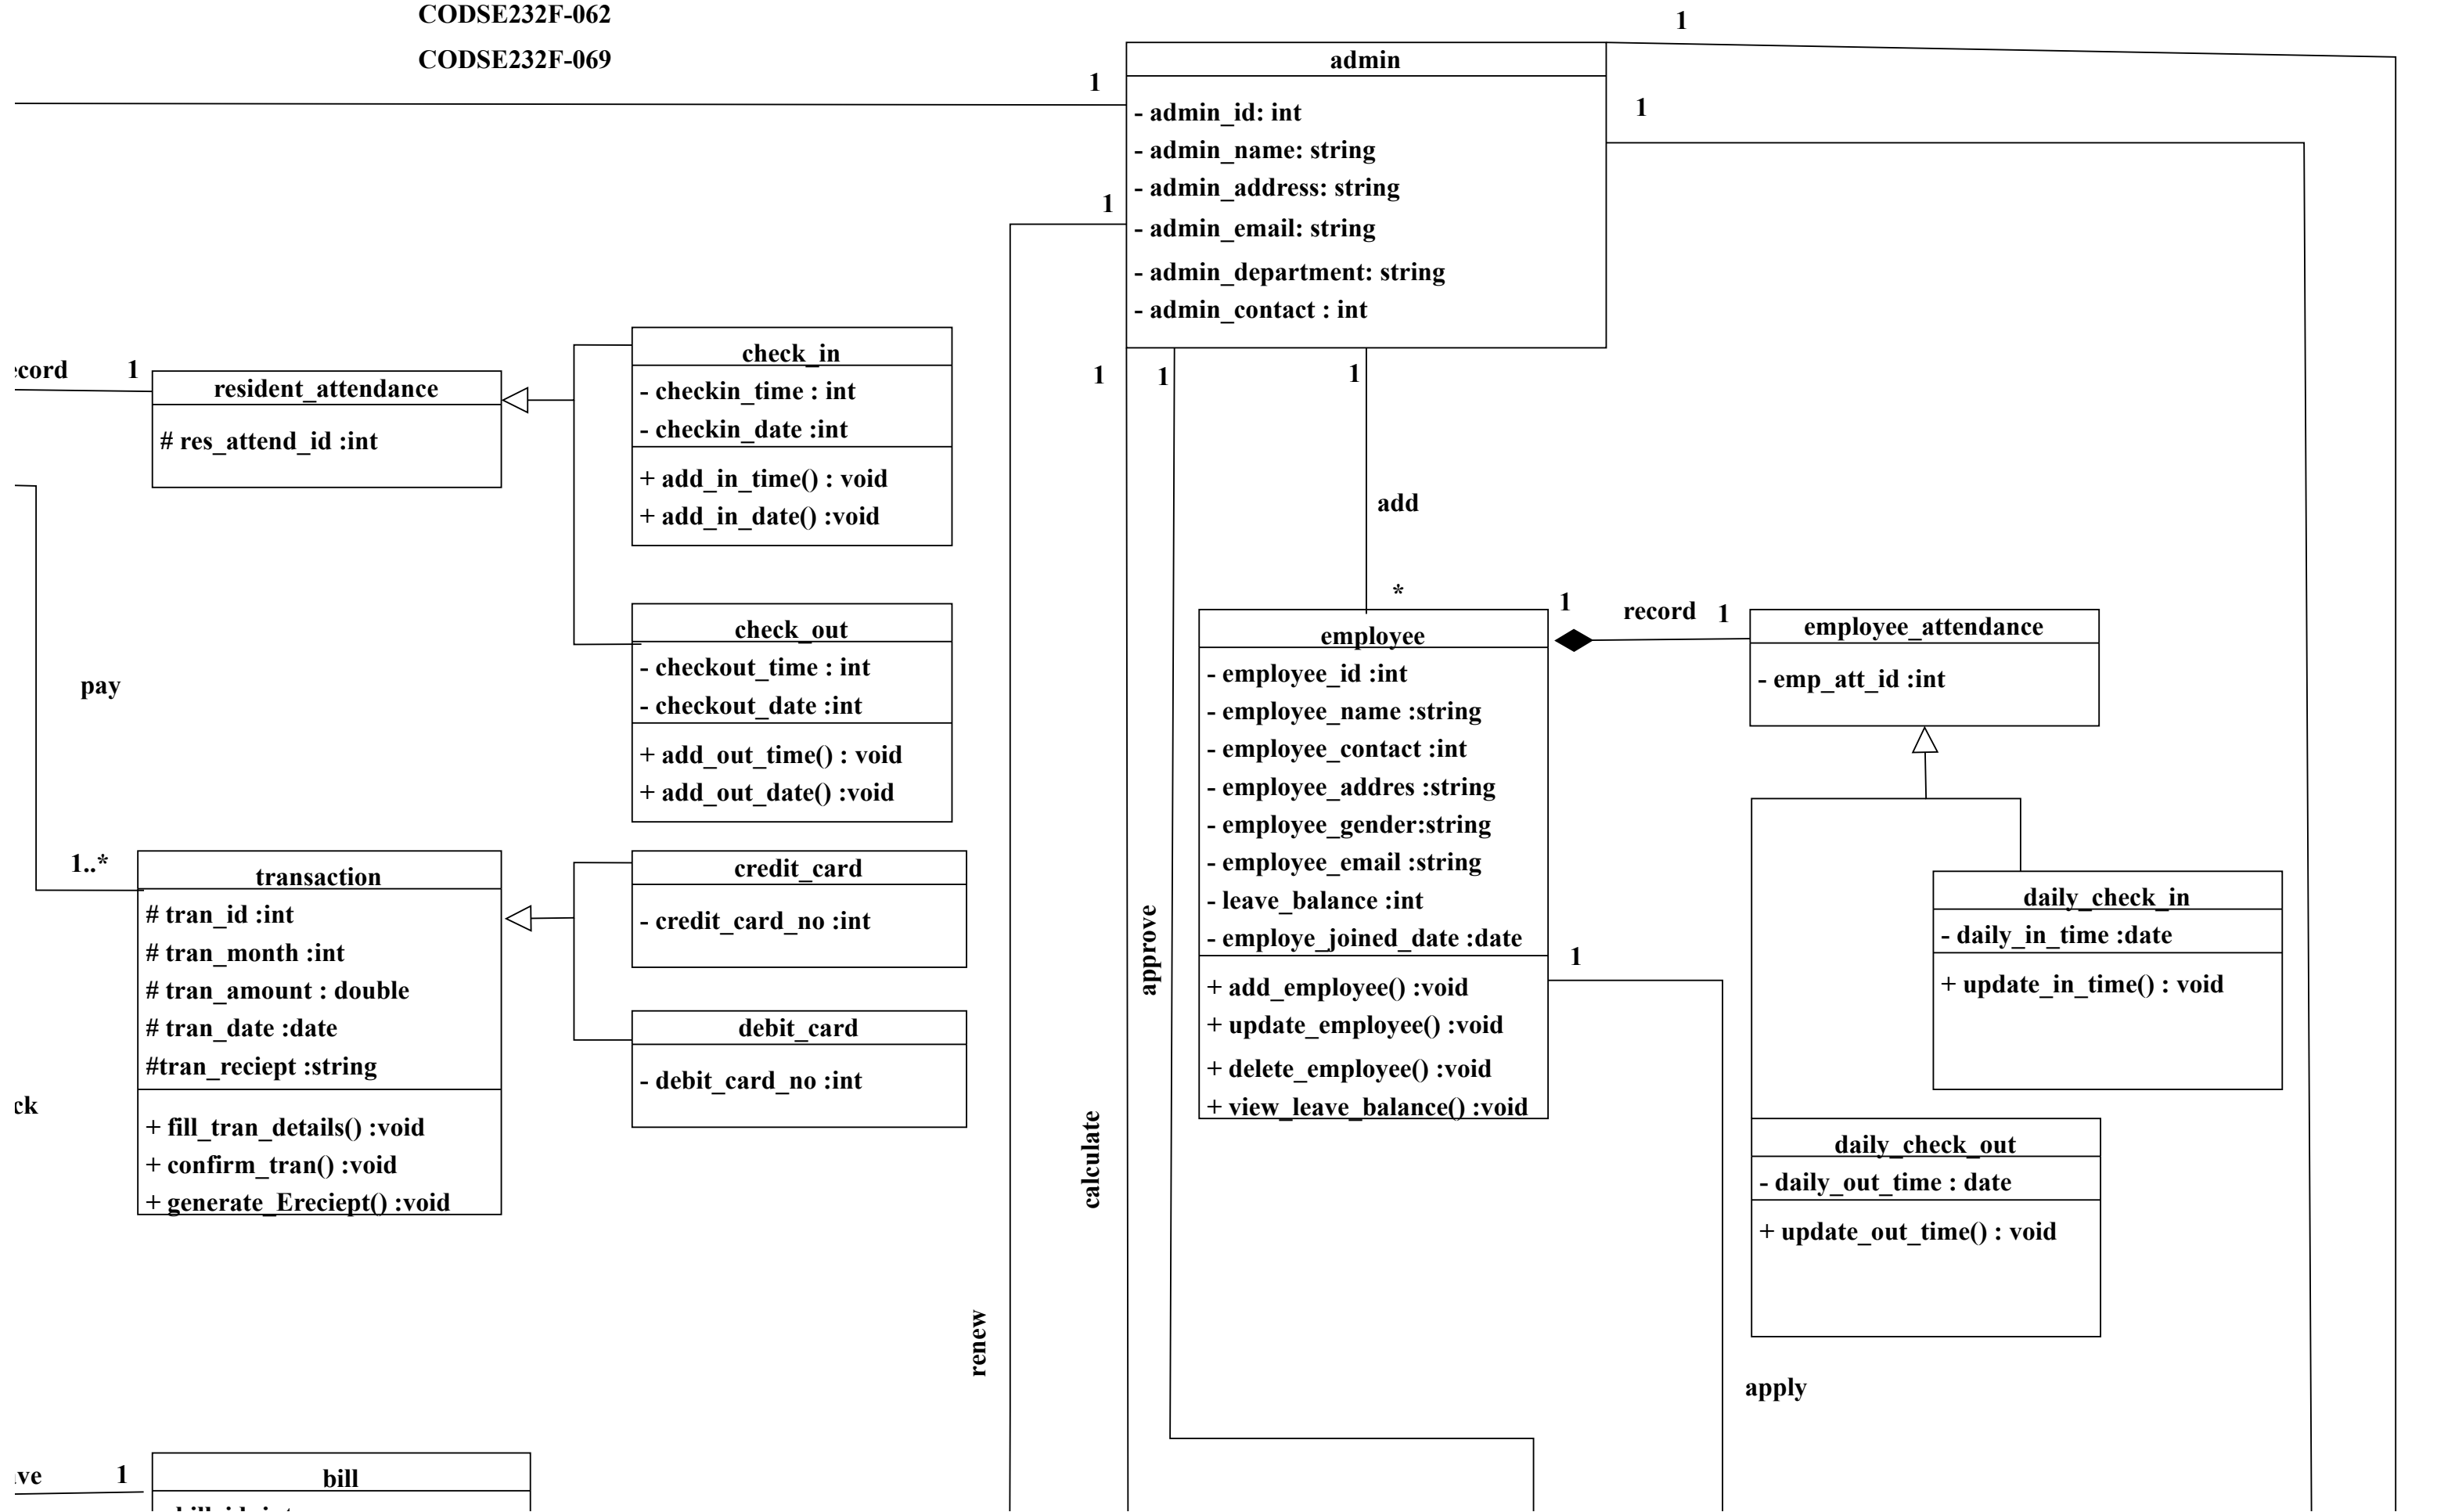 CODSE232F-062
CODSE232F-069
1
admin
1
1
- admin_id: int
- admin_name: string
- admin_address: string
1
- admin_email: string
- admin_department: string
- admin_contact : int
1
1
1
add
*
1
resident_attendance
# res_attend_id :int
check_in
- checkin_time : int
- checkin_date :int
+ add_in_time() : void
+ add_in_date() :void
check_out
- checkout_time : int
- checkout_date :int
+ add_out_time() : void
+ add_out_date() :void
pay
1..*
transaction
# tran_id :int
# tran_month :int
# tran_amount : double
# tran_date :date
#tran_reciept :string
+ fill_tran_details() :void
+ confirm_tran() :void
+ generate_Ereciept() :void
credit_card
- credit_card_no :int
debit_card
- debit_card_no :int
employee
- employee_id :int
- employee_name :string
- employee_contact :int
- employee_addres :string
- employee_gender:string
- employee_email :string
- leave_balance :int
- employe_joined_date :date
+ add_employee() :void
+ update_employee() :void
+ delete_employee() :void
+ view_leave_balance() :void
1
record
1
employee_attendance
- emp_att_id :int
daily_check_in
- daily_in_time :date
+ update_in_time() : void
daily_check_out
- daily_out_time : date
+ update_out_time() : void
1
apply
approve
calculate
renew
1
bill